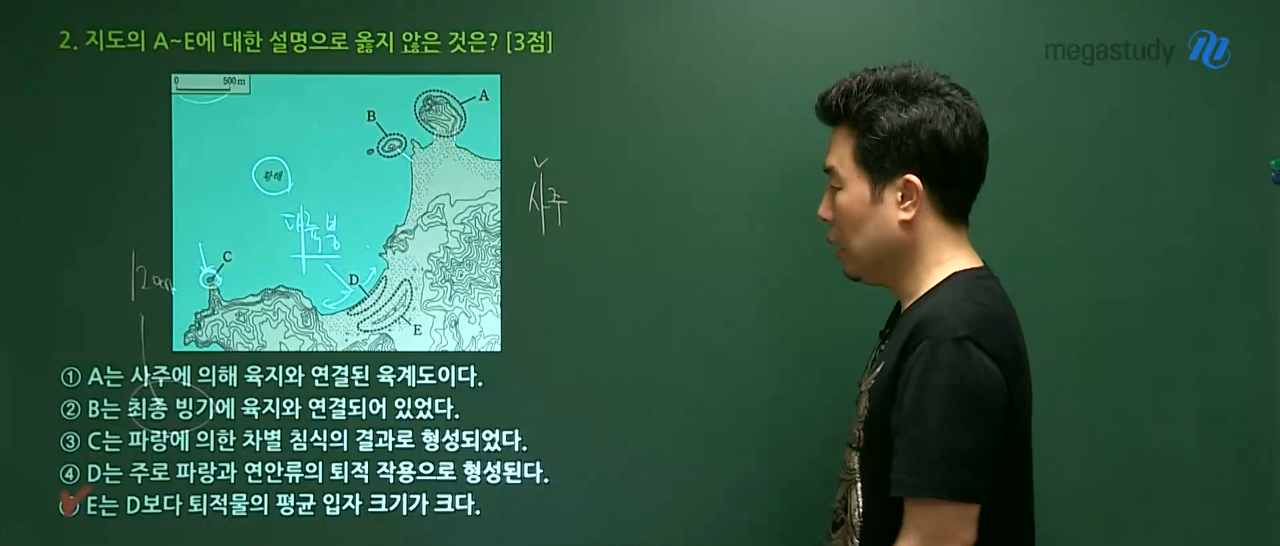 2. 지도의 A~E에 대한 설명으로 옳지 않은 것은? [3점]
megastudy
0 500m
A
B
황해
사주
대륙붕
C
D
E
① A는 사주에 의해 육지와 연결된 육계도이다.
② B는 최종 빙기에 육지와 연결되어 있었다.
③ C는 파랑에 의한 차별 침식의 결과로 형성되었다.
④ D는 주로 파랑과 연안류의 퇴적 작용으로 형성된다.
E는 D보다 퇴적물의 평균 입자 크기가 크다.